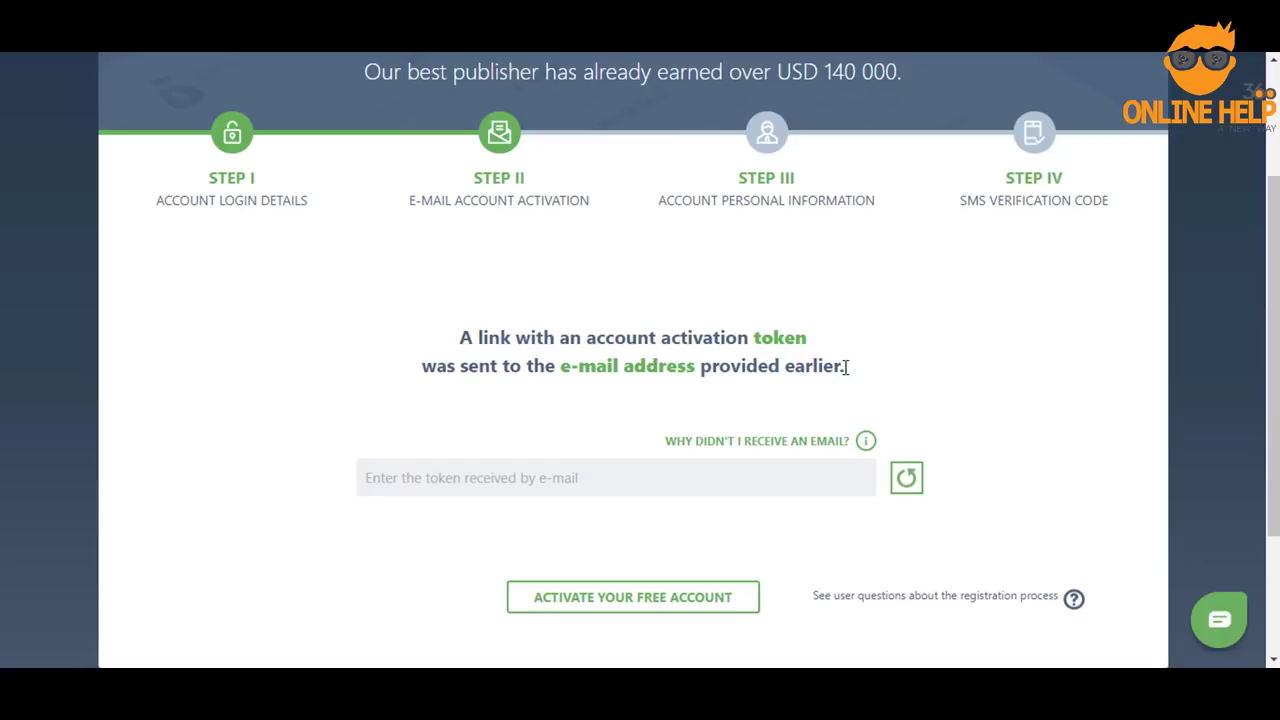 Our best publisher has already earned over USD 140 000.
ONLINE HELP
A NEW WAY
STEP I
STEP II
STEP III
STEP IV
ACCOUNT LOGIN DETAILS
E-MAIL ACCOUNT ACTIVATION
ACCOUNT PERSONAL INFORMATION
SMS VERIFICATION CODE
A link with an account activation token
was sent to the e-mail address provided earlier.
WHY DIDN'T I RECEIVE AN EMAIL? i
Enter the token received by e-mail
ACTIVATE YOUR FREE ACCOUNT
See user questions about the registration process ?